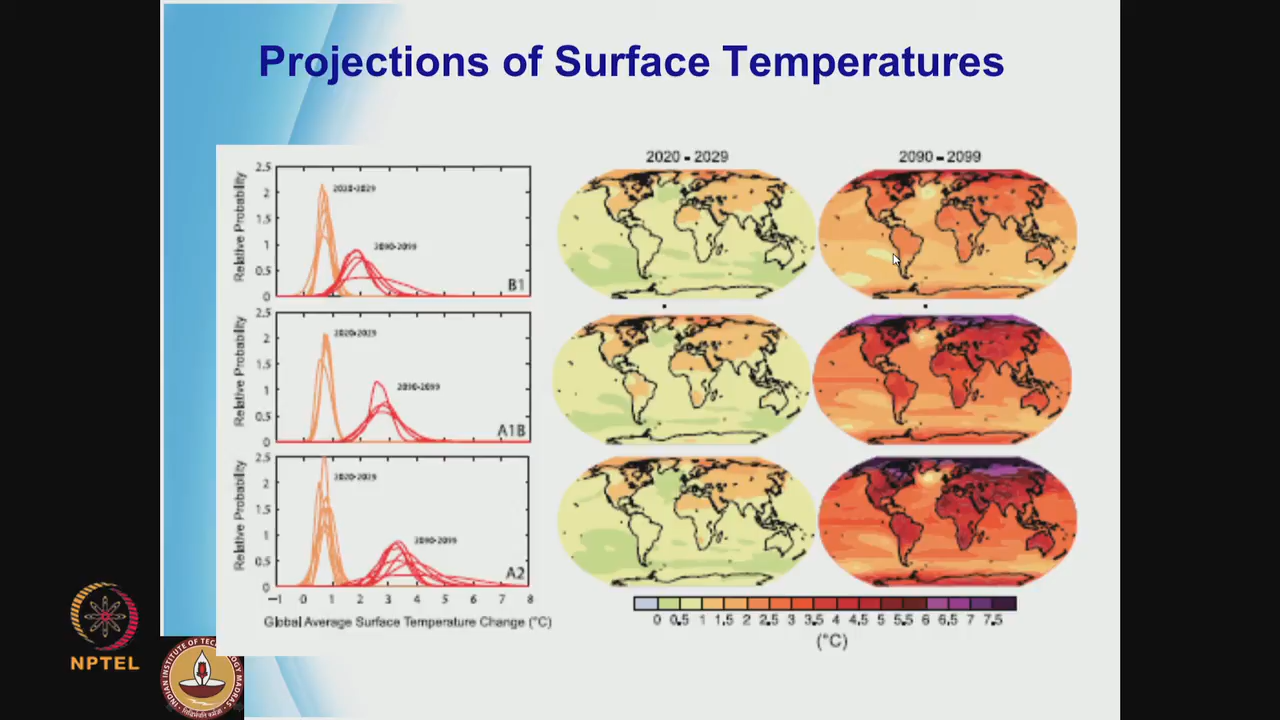 Projections of Surface Temperatures
2020 - 2029
2090 - 2099
2.5
2
1.5
1
0.5
0
Relative Probability
2020-2029
2090-2099
B1
2.5
2
1.5
1
0.5
0
Relative Probability
2020-2029
2090-2099
A1B
2.5
2
1.5
1
0.5
0
Relative Probability
2020-2029
2090-2099
A2
−1 0 1 2 3 4 5 6 7 8
Global Average Surface Temperature Change (°C)
0 0.5 1 1.5 2 2.5 3 3.5 4 4.5 5 5.5 6 6.5 7 7.5
(°C)
NPTEL